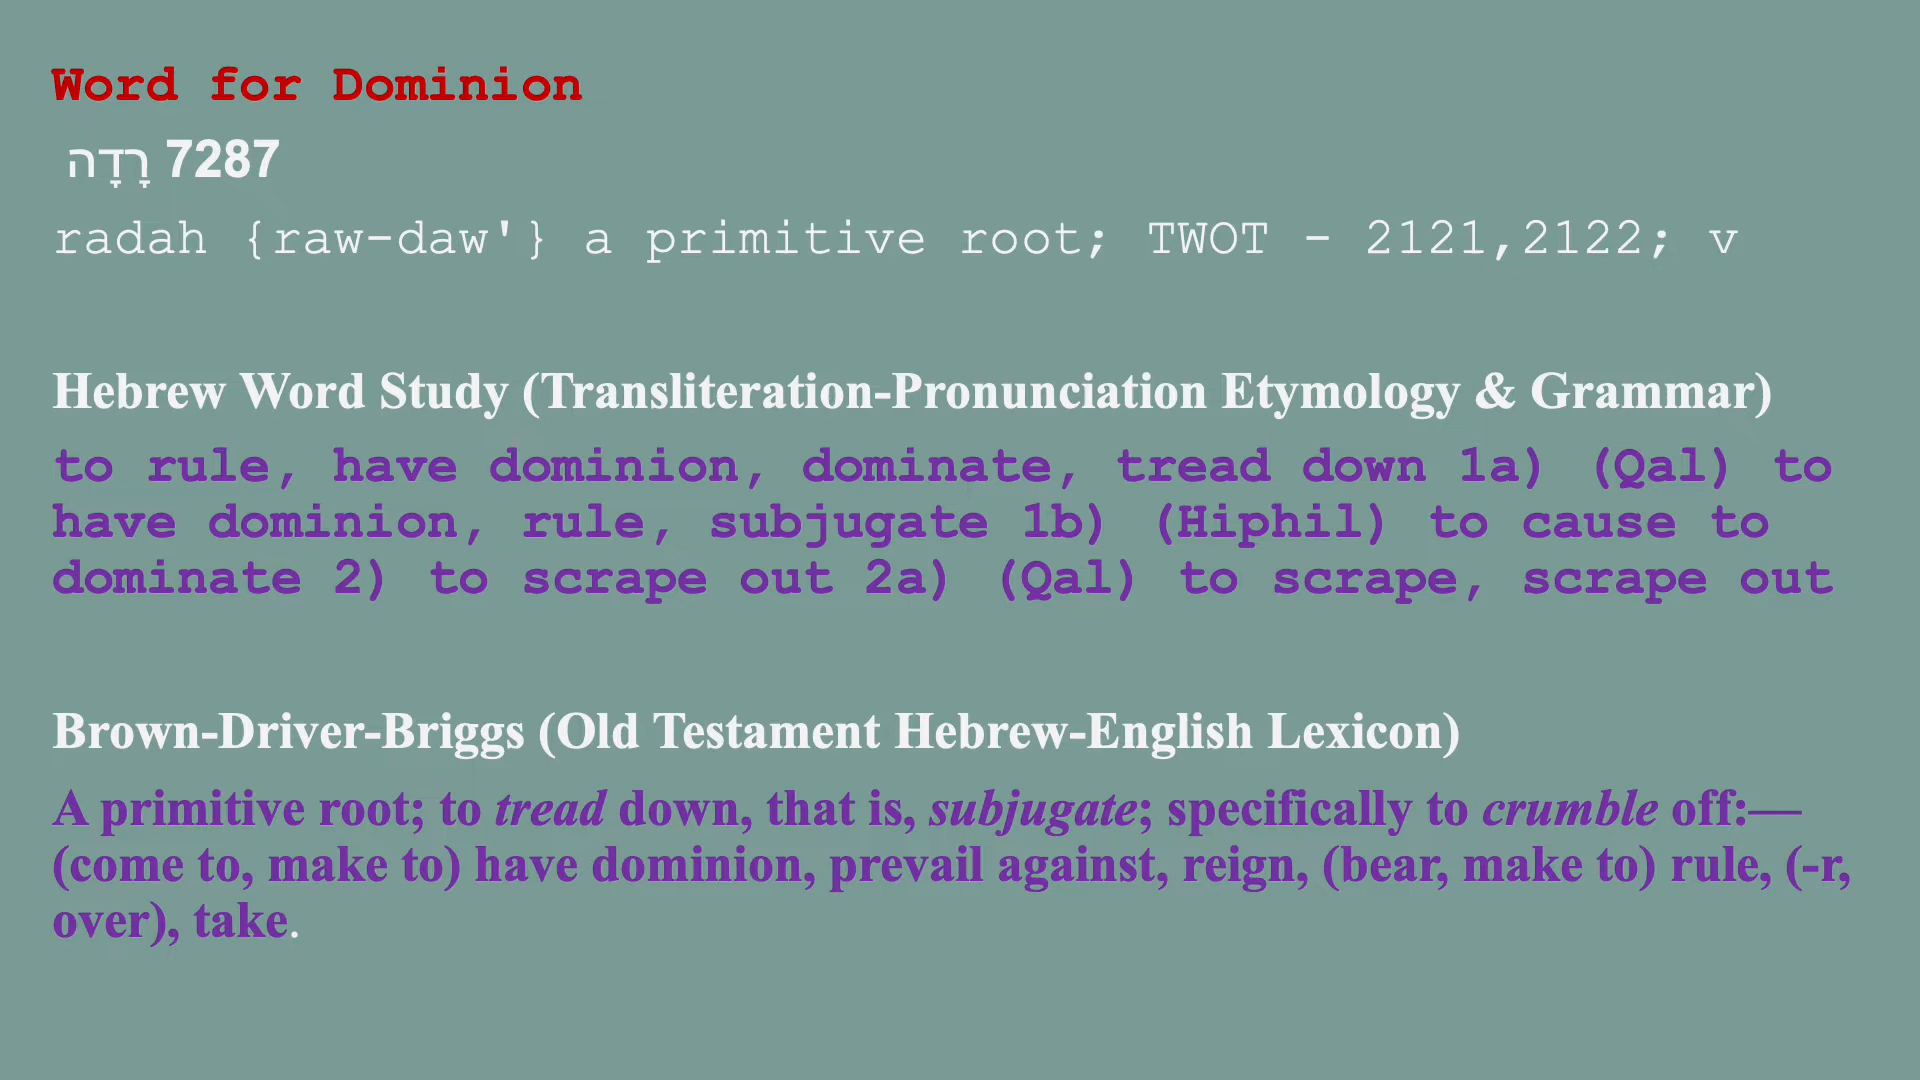 Word for Dominion
רָדָה 7287
radah {raw-daw'} a primitive root; TWOT - 2121,2122; v
Hebrew Word Study (Transliteration-Pronunciation Etymology & Grammar)
to rule, have dominion, dominate, tread down 1a) (Qal) to
have dominion, rule, subjugate 1b) (Hiphil) to cause to
dominate 2) to scrape out 2a) (Qal) to scrape, scrape out
Brown-Driver-Briggs (Old Testament Hebrew-English Lexicon)
A primitive root; to tread down, that is, subjugate; specifically to crumble off:—
(come to, make to) have dominion, prevail against, reign, (bear, make to) rule, (-r,
over), take.